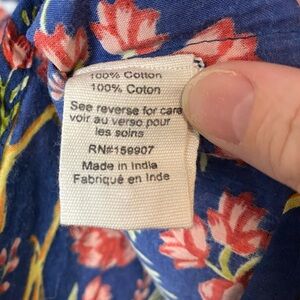 100% Cotton
100% Coton
See reverse for care
voir au verso pour
les soins
RN#159907
Made in India
Fabriqué en Inde